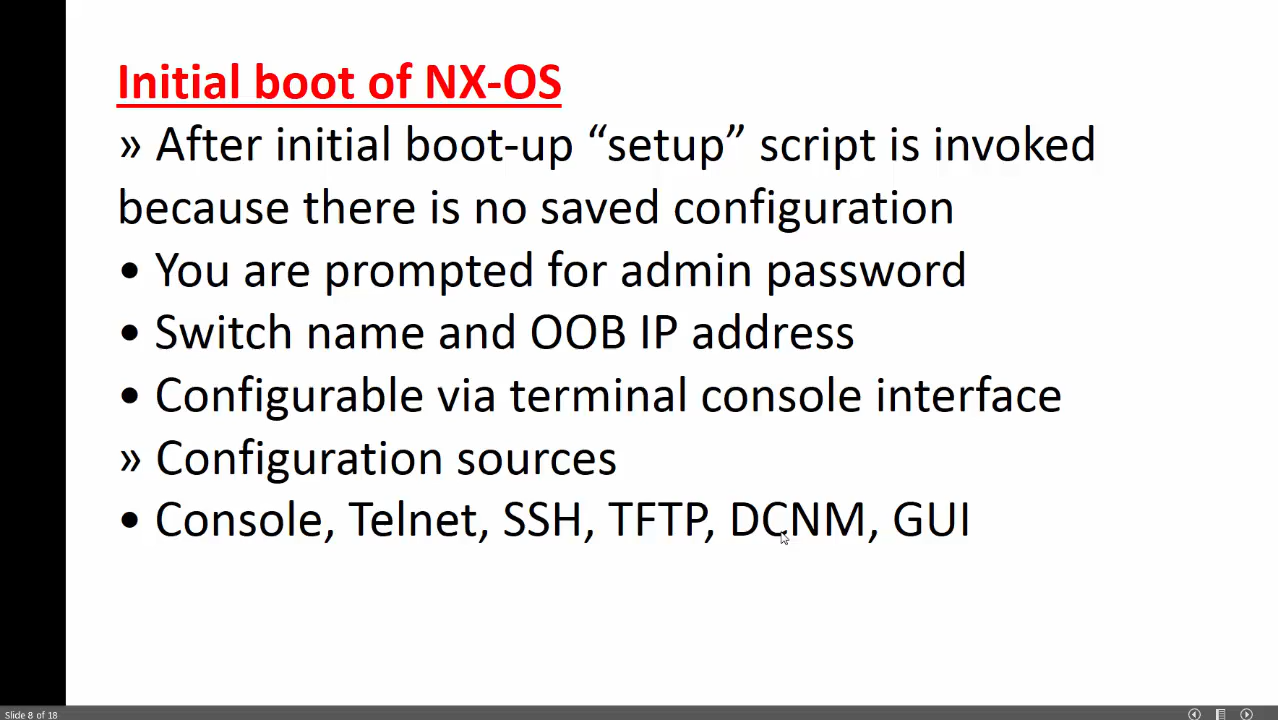 Initial boot of NX-OS
» After initial boot-up “setup” script is invoked
because there is no saved configuration
• You are prompted for admin password
• Switch name and OOB IP address
• Configurable via terminal console interface
» Configuration sources
• Console, Telnet, SSH, TFTP, DCNM, GUI
Slide 8 of 18